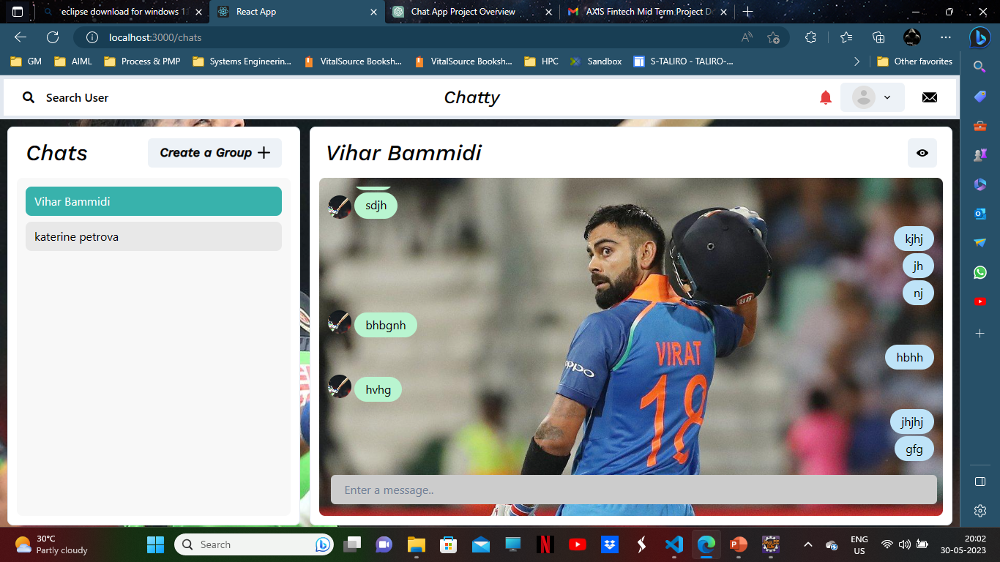 eclipse download for windows 1
React App
Chat App Project Overview
AXIS Fintech Mid Term Project D
localhost:3000/chats
GM
AIML
Process & PMP
Systems Engineerin...
VitalSource Booksh...
VitalSource Booksh...
HPC
Sandbox
S-TALIRO - TALIRO-...
Other favorites
Search User
Chatty
Chats
Create a Group
Vihar Bammidi
Vihar Bammidi
katerine petrova
sdjh
kjhj
jh
nj
bhbgnh
hbhh
hvhg
jhjhj
gfg
VIRAT
18
oppo
Enter a message..
30°C
Partly cloudy
Search
ENG
US
20:02
30-05-2023